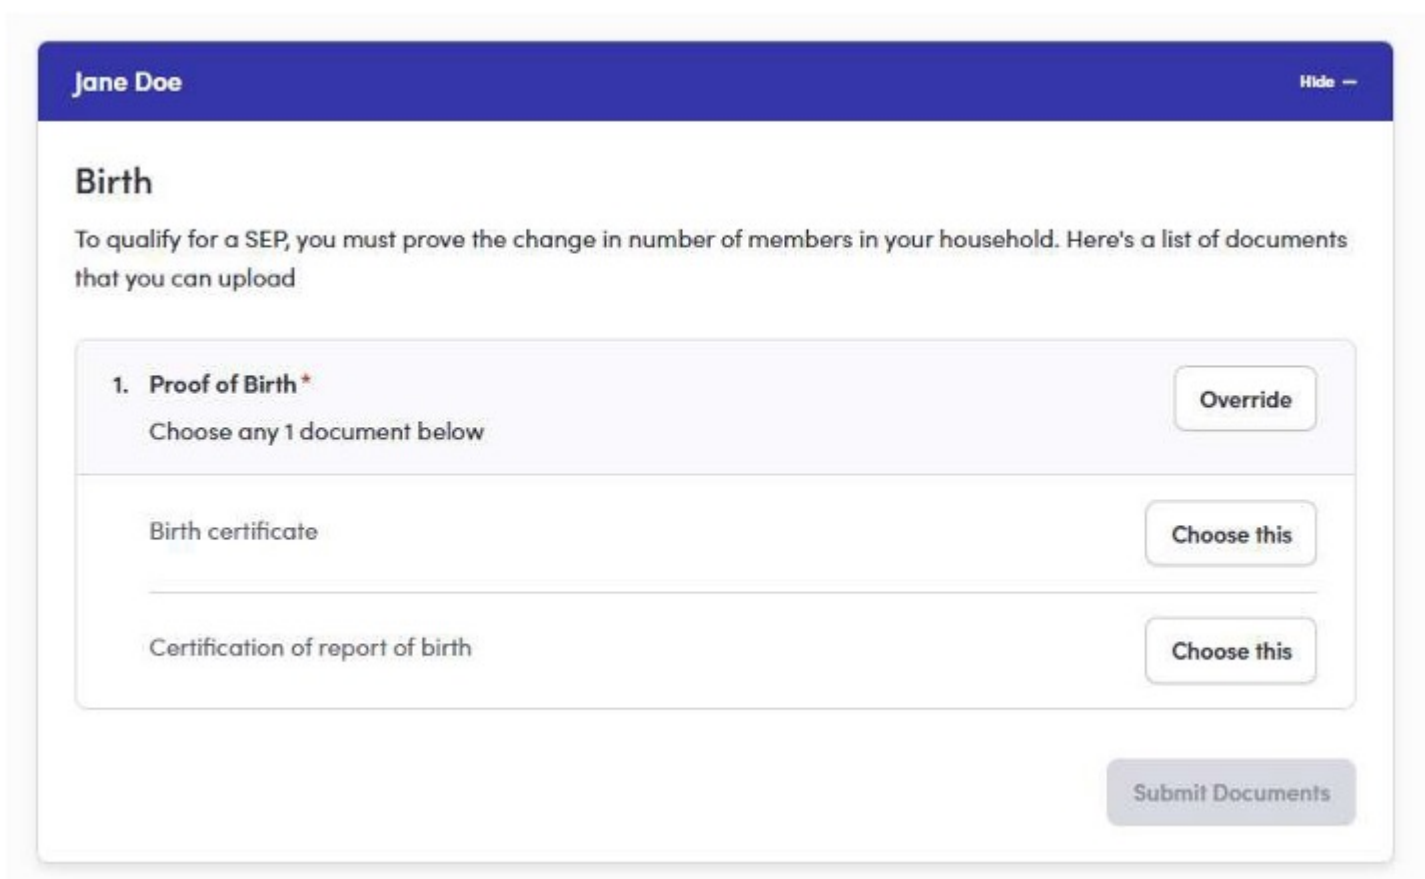 Jane Doe
Hide —
Birth
To qualify for a SEP, you must prove the change in number of members in your household. Here's a list of documents
that you can upload
1. Proof of Birth *
Override
Choose any 1 document below
Birth certificate
Choose this
Certification of report of birth
Choose this
Submit Documents